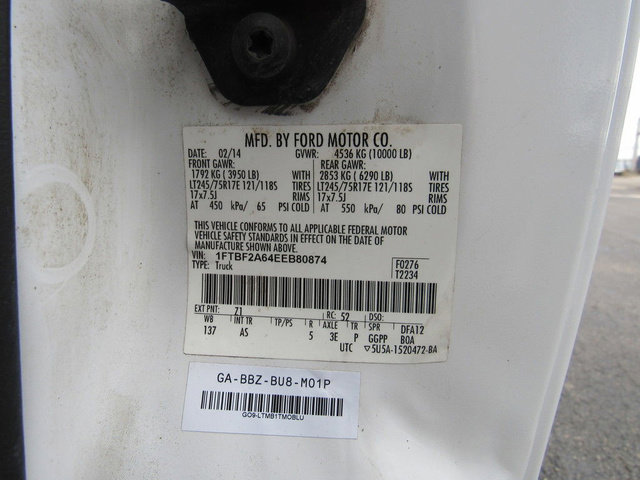 MFD. BY FORD MOTOR CO.
DATE: 02/14 GVWR: 4536 KG (10000 LB)
FRONT GAWR: REAR GAWR:
1792 KG ( 3950 LB) WITH 2853 KG ( 6290 LB) WITH
LT245/75R17E 121/118S TIRES LT245/75R17E 121/118S TIRES
17x7.5J RIMS 17x7.5J RIMS
AT 450 kPa/ 65 PSI COLD AT 550 kPa/ 80 PSI COLD
THIS VEHICLE CONFORMS TO ALL APPLICABLE FEDERAL MOTOR
VEHICLE SAFETY STANDARDS IN EFFECT ON THE DATE OF
MANUFACTURE SHOWN ABOVE.
VIN: 1FTBF2A64EEB80874 F0276
TYPE: Truck T2234
EXT PNT: Z1 RC: 52 DSO:
WB INT TR TP/PS R AXLE TR SPR DFA12
137 AS 5 3E P GGPP BOA
UTC ▽5U5A-1520472-BA
GA-BBZ-BU8-M01P
GO9-LTMB1TMOBLU